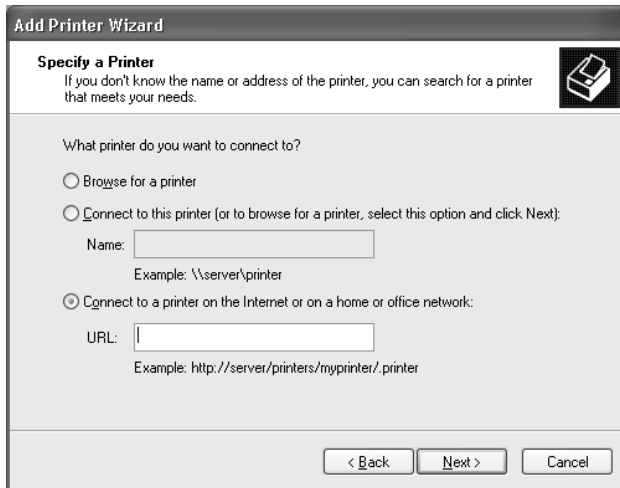 Add Printer Wizard
Specify a Printer
If you don't know the name or address of the printer, you can search for a printer
that meets your needs.
What printer do you want to connect to?
Browse for a printer
Connect to this printer (or to browse for a printer, select this option and click Next):
Name:
Example: \\server\printer
Connect to a printer on the Internet or on a home or office network:
URL:
Example: http://server/printers/myprinter/.printer
< Back Next > Cancel